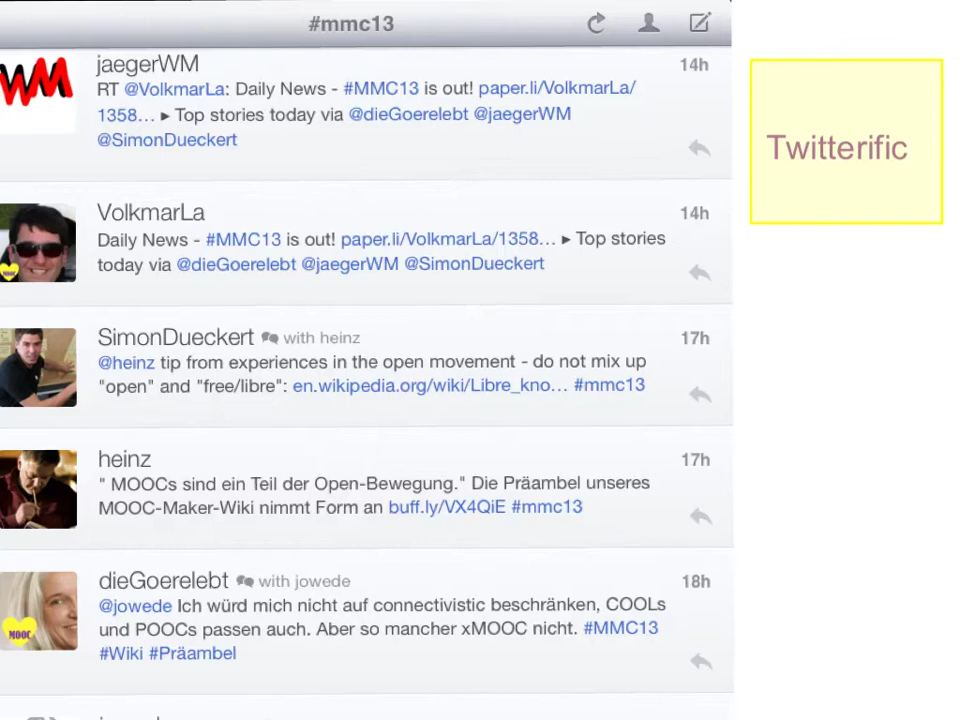 #mmc13
jaegerWM 14h
RT @VolkmarLa: Daily News - #MMC13 is out! paper.li/VolkmarLa/
1358... ▸ Top stories today via @dieGoerelebt @jaegerWM
@SimonDueckert
WM
Twitterific
VolkmarLa 14h
Daily News - #MMC13 is out! paper.li/VolkmarLa/1358... ▸ Top stories
today via @dieGoerelebt @jaegerWM @SimonDueckert
MOOC
SimonDueckert with heinz 17h
@heinz tip from experiences in the open movement - do not mix up
"open" and "free/libre": en.wikipedia.org/wiki/Libre_kno... #mmc13
heinz 17h
" MOOCs sind ein Teil der Open-Bewegung." Die Präambel unseres
MOOC-Maker-Wiki nimmt Form an buff.ly/VX4QiE #mmc13
dieGoerelebt with jowede 18h
@jowede Ich würd mich nicht auf connectivistic beschränken, COOLs
und POOCs passen auch. Aber so mancher xMOOC nicht. #MMC13
#Wiki #Präambel
MOOC